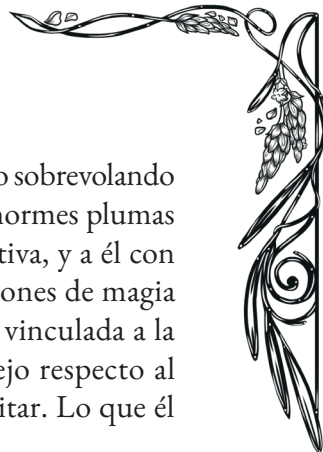 o sobrevolando
normes plumas
tiva, y a él con
ones de magia
vinculada a la
ejo respecto al
itar. Lo que él